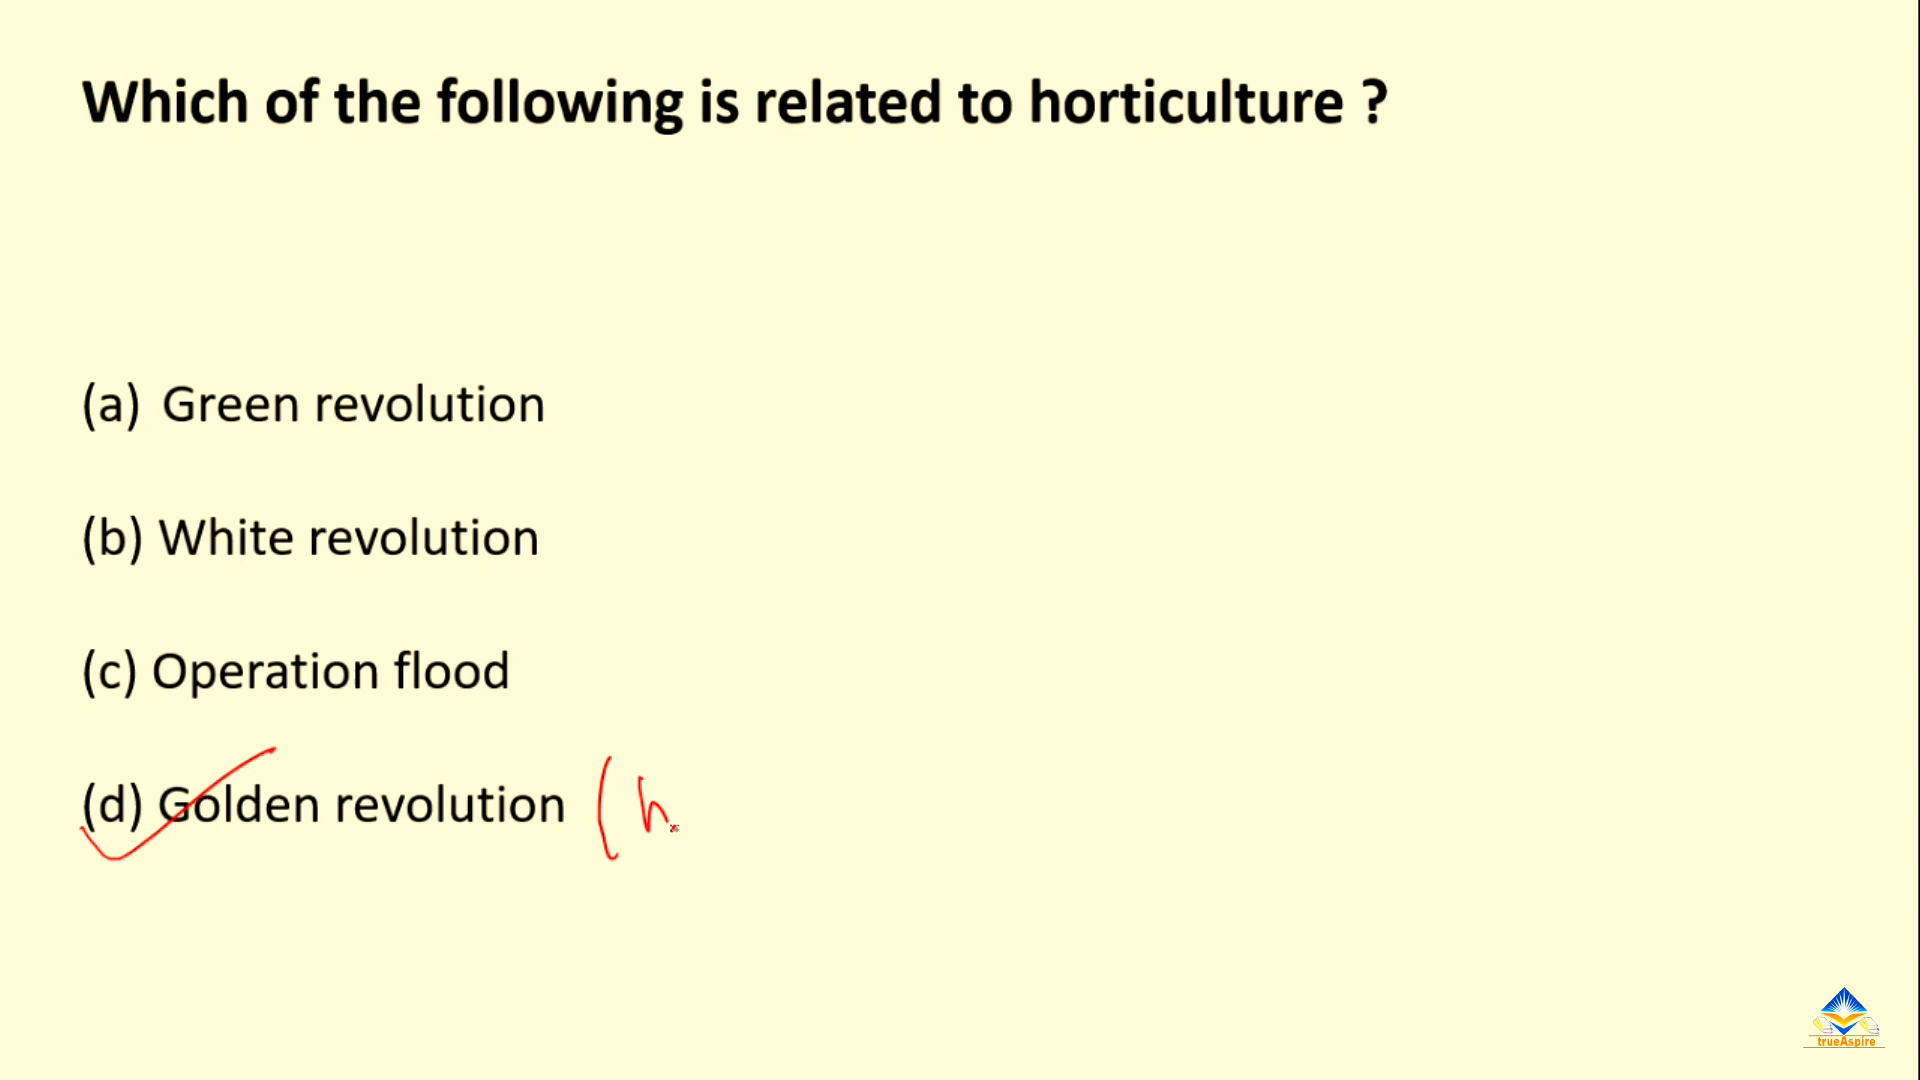 Which of the following is related to horticulture ?
(a) Green revolution
(b) White revolution
(c) Operation flood
(d) Golden revolution (h
trueAspire